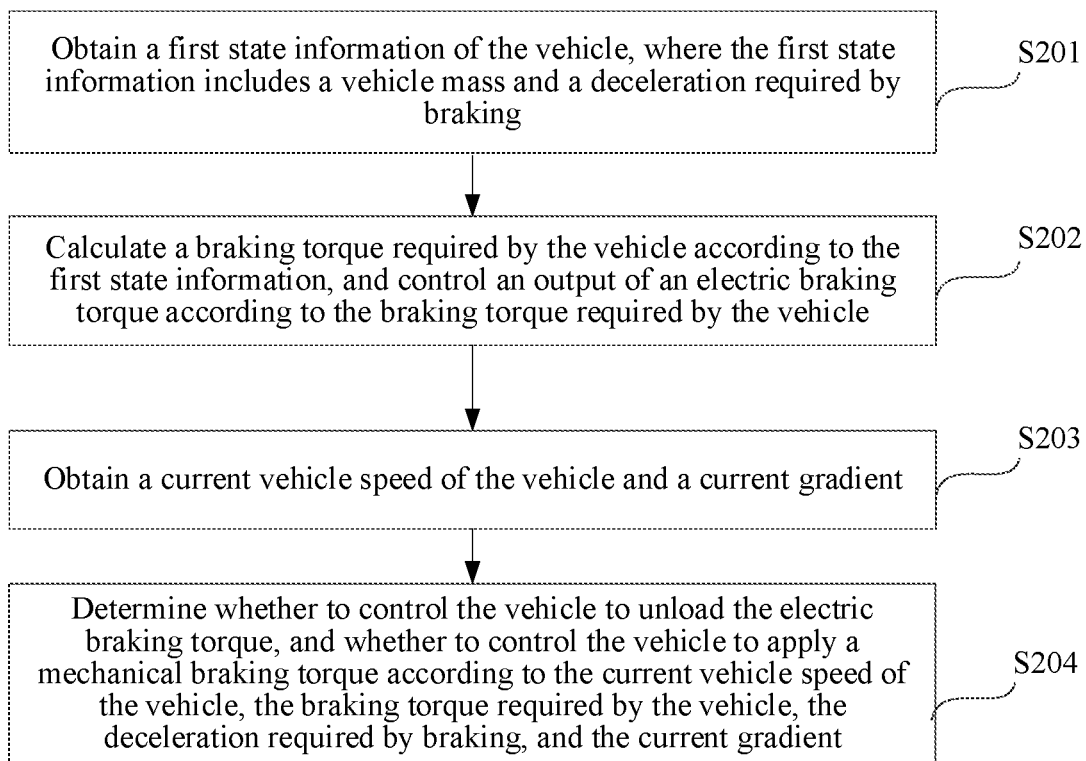 Obtain a first state information of the vehicle, where the first state
information includes a vehicle mass and a deceleration required by
braking
S201
Calculate a braking torque required by the vehicle according to the
first state information, and control an output of an electric braking
torque according to the braking torque required by the vehicle
S202
Obtain a current vehicle speed of the vehicle and a current gradient
S203
Determine whether to control the vehicle to unload the electric
braking torque, and whether to control the vehicle to apply a
mechanical braking torque according to the current vehicle speed of
the vehicle, the braking torque required by the vehicle, the
deceleration required by braking, and the current gradient
S204